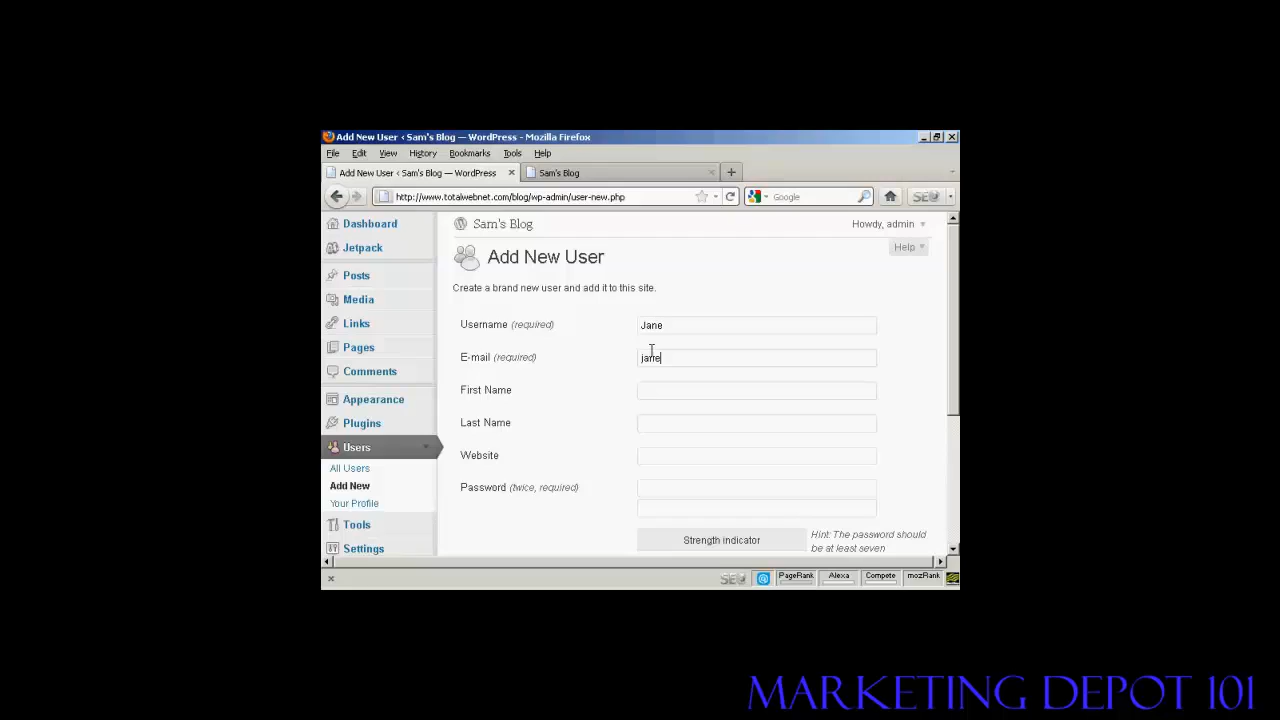 Add New User ‹ Sam's Blog — WordPress - Mozilla Firefox
File Edit View History Bookmarks Tools Help
Add New User ‹ Sam's Blog — WordPress × Sam's Blog
http://www.totalwebnet.com/blog/wp-admin/user-new.php Google SEO
Dashboard
Jetpack
Posts
Media
Links
Pages
Comments
Appearance
Plugins
Users
All Users
Add New
Your Profile
Tools
Settings
Sam's Blog Howdy, admin
Help
Add New User
Create a brand new user and add it to this site.
Username (required) Jane
E-mail (required) jane
First Name
Last Name
Website
Password (twice, required)
Strength indicator
Hint: The password should
be at least seven
SEO PageRank Alexa Compete mozRank
MARKETING DEPOT 101